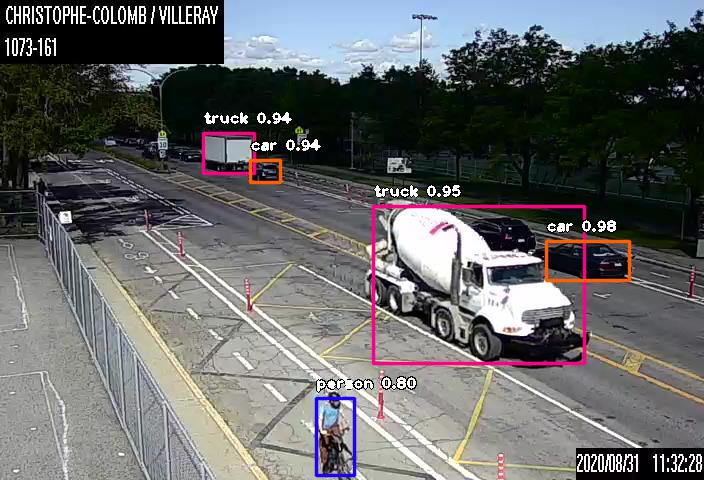 CHRISTOPHE-COLOMB / VILLERAY
1073-161
truck 0.94
car 0.94
truck 0.95
car 0.98
person 0.80
2020/08/31 11:32:28